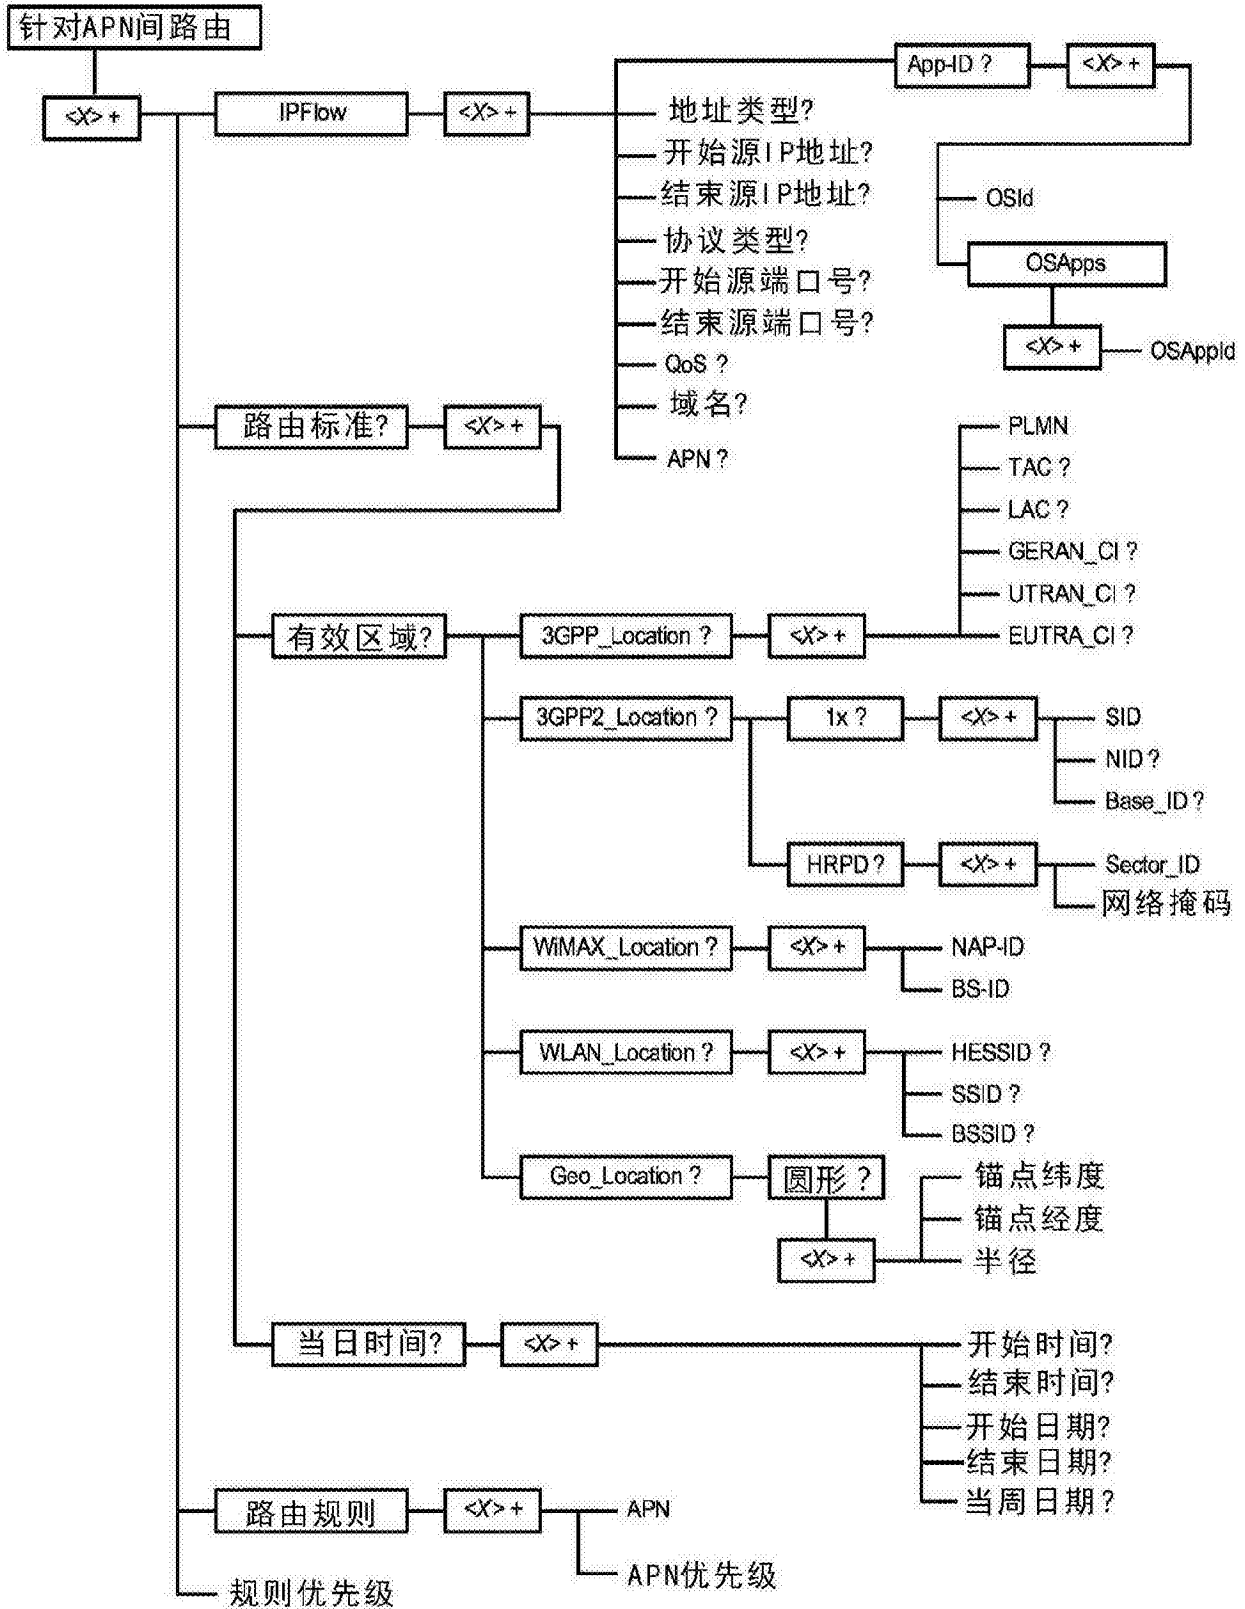 针对APN间路由
<X>+
IPFlow
<X>+
App-ID ?
<X>+
地址类型?
开始源IP地址?
结束源IP地址?
协议类型?
开始源端口号?
结束源端口号?
QoS ?
域名?
APN ?
OSId
OSApps
<X>+
OSAppId
路由标准?
<X>+
有效区域?
3GPP_Location ?
<X>+
PLMN
TAC ?
LAC ?
GERAN_CI ?
UTRAN_CI ?
EUTRA_CI ?
3GPP2_Location ?
1x ?
<X>+
SID
NID ?
Base_ID ?
HRPD ?
<X>+
Sector_ID
网络掩码
WiMAX_Location ?
<X>+
NAP-ID
BS-ID
WLAN_Location ?
<X>+
HESSID ?
SSID ?
BSSID ?
Geo_Location ?
圆形 ?
<X>+
锚点纬度
锚点经度
半径
当日时间?
<X>+
开始时间?
结束时间?
开始日期?
结束日期?
当周日期?
路由规则
<X>+
APN
APN优先级
规则优先级